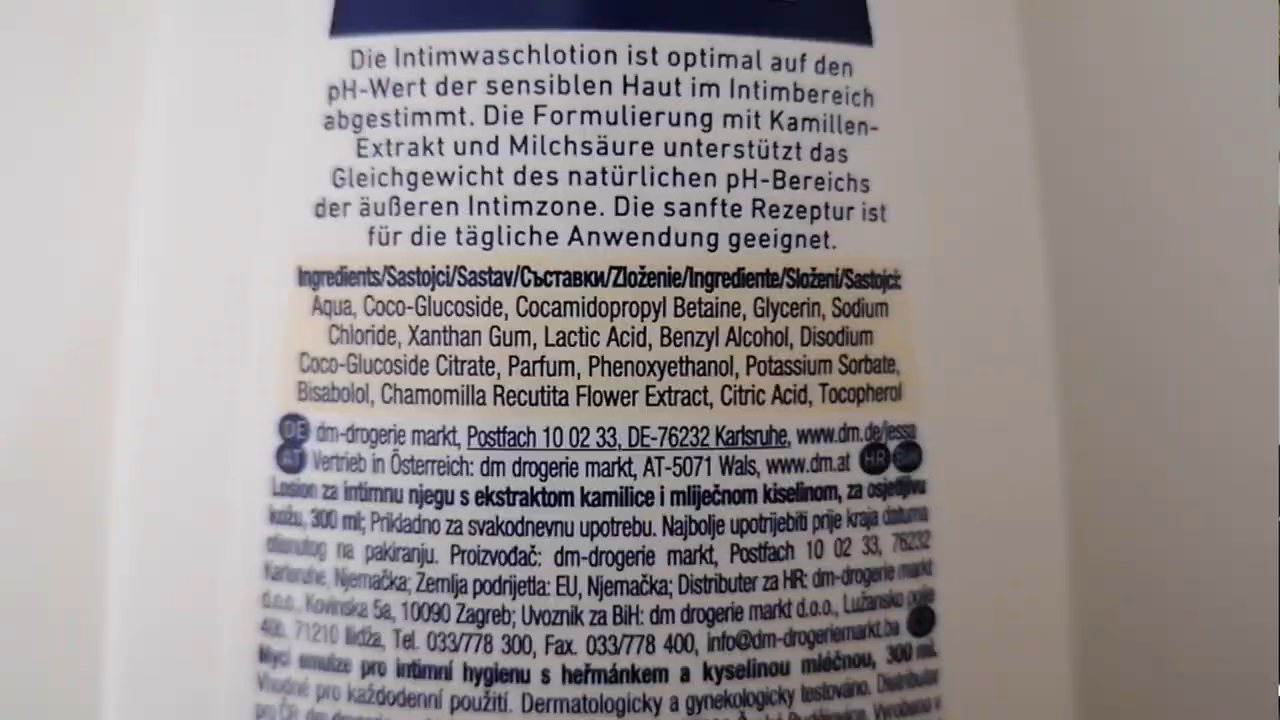 Die Intimwaschlotion ist optimal auf den
pH-Wert der sensiblen Haut im Intimbereich
abgestimmt. Die Formulierung mit Kamillen-
Extrakt und Milchsäure unterstützt das
Gleichgewicht des natürlichen pH-Bereichs
der äußeren Intimzone. Die sanfte Rezeptur ist
für die tägliche Anwendung geeignet.
Ingredients/Sastojci/Sastav/Съставки/Zloženie/Ingrediente/Složení/Sastojci:
Aqua, Coco-Glucoside, Cocamidopropyl Betaine, Glycerin, Sodium
Chloride, Xanthan Gum, Lactic Acid, Benzyl Alcohol, Disodium
Coco-Glucoside Citrate, Parfum, Phenoxyethanol, Potassium Sorbate,
Bisabolol, Chamomilla Recutita Flower Extract, Citric Acid, Tocopherol
DE dm-drogerie markt, Postfach 10 02 33, DE-76232 Karlsruhe, www.dm.de/jessa
AT Vertrieb in Österreich: dm drogerie markt, AT-5071 Wals, www.dm.at HR BiH
Losion za intimnu njegu s ekstraktom kamilice i mliječnom kiselinom, za osjetljivu
kožu, 300 ml; Prikladno za svakodnevnu upotrebu. Najbolje upotrijebiti prije kraja datuma
otisnutog na pakiranju. Proizvođač: dm-drogerie markt, Postfach 10 02 33, 76232
Karlsruhe, Njemačka; Zemlja podrijetla: EU, Njemačka; Distributer za HR: dm-drogerie markt
d.o.o., Kovinska 5a, 10090 Zagreb; Uvoznik za BiH: dm drogerie markt d.o.o., Lužansko polje
40b, 71210 Ilidža, Tel. 033/778 300, Fax. 033/778 400, info@dm-drogeriemarkt.ba
Mycí emulze pro intimní hygienu s heřmánkem a kyselinou mléčnou, 300 ml.
Vhodné pro každodenní použití. Dermatologicky a gynekologicky testováno. Distributor
pro ČR: dm